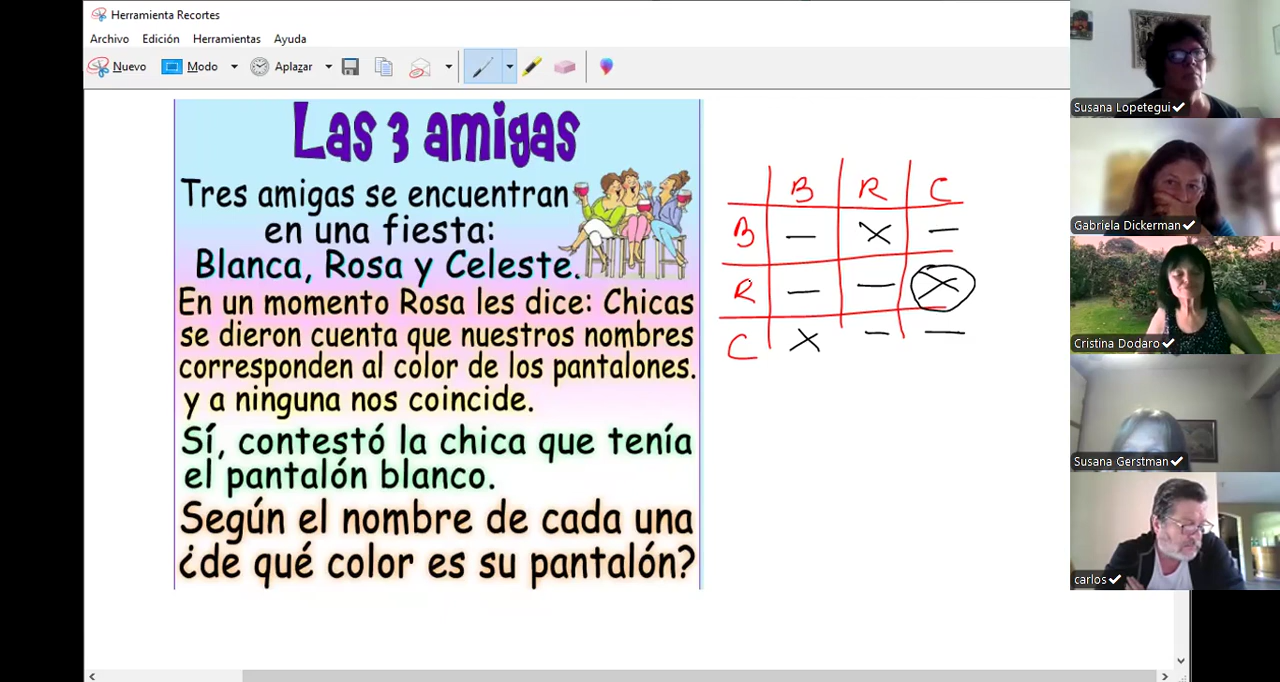 Herramienta Recortes
Archivo Edición Herramientas Ayuda
Nuevo Modo Aplazar
Las 3 amigas
Tres amigas se encuentran
en una fiesta:
Blanca, Rosa y Celeste.
En un momento Rosa les dice: Chicas
se dieron cuenta que nuestros nombres
corresponden al color de los pantalones.
y a ninguna nos coincide.
Sí, contestó la chica que tenía
el pantalón blanco.
Según el nombre de cada una
¿de qué color es su pantalón?
B R C
B — X —
R — — X
C X — —
Susana Lopetegui
Gabriela Dickerman
Cristina Dodaro
Susana Gerstman
carlos